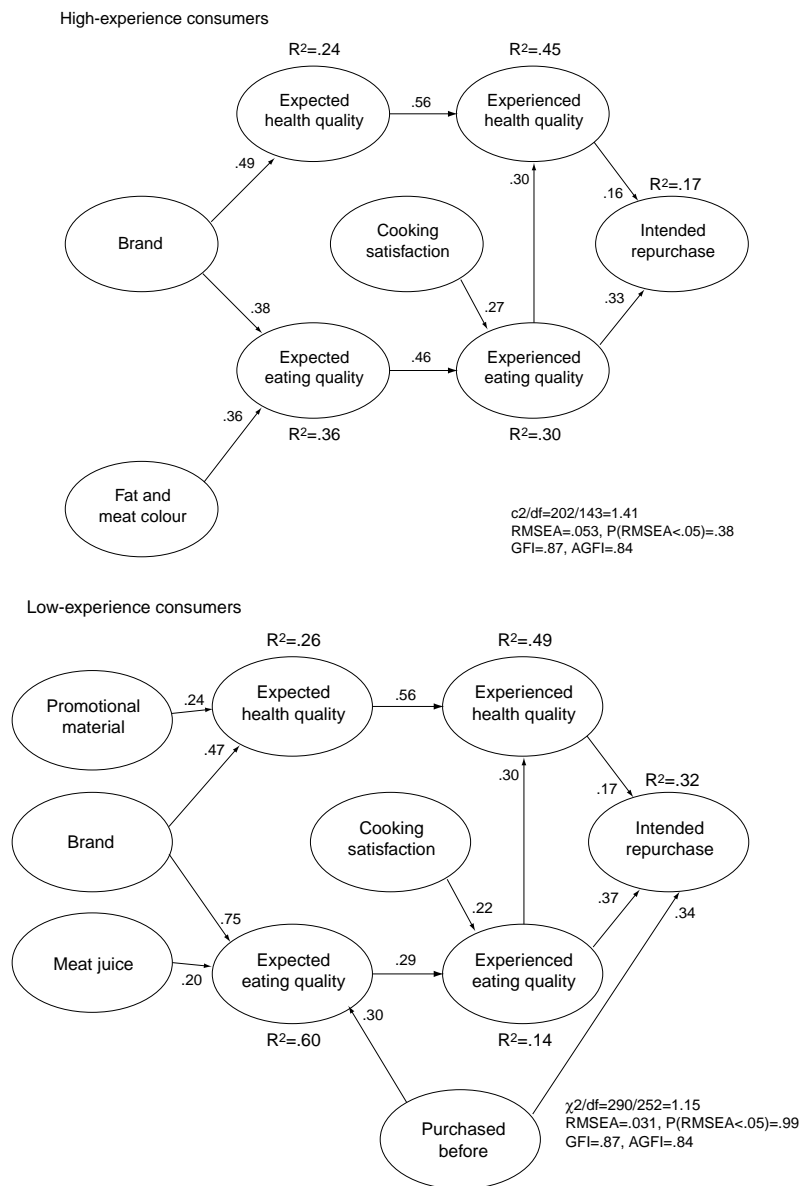 High-experience consumers
R²=.24
R²=.45
Expected
health quality
.56
Experienced
health quality
.49
.30
.16
R²=.17
Brand
Cooking
satisfaction
Intended
repurchase
.38
.27
.33
Expected
eating quality
.46
Experienced
eating quality
.36
R²=.36
R²=.30
Fat and
meat colour
c2/df=202/143=1.41
RMSEA=.053, P(RMSEA<.05)=.38
GFI=.87, AGFI=.84
Low-experience consumers
R²=.26
R²=.49
Promotional
material
.24
Expected
health quality
.56
Experienced
health quality
.47
.30
.17
R²=.32
Brand
Cooking
satisfaction
Intended
repurchase
.75
.22
.37
.34
Meat juice
.20
Expected
eating quality
.29
Experienced
eating quality
.30
R²=.60
R²=.14
Purchased
before
χ2/df=290/252=1.15
RMSEA=.031, P(RMSEA<.05)=.99
GFI=.87, AGFI=.84